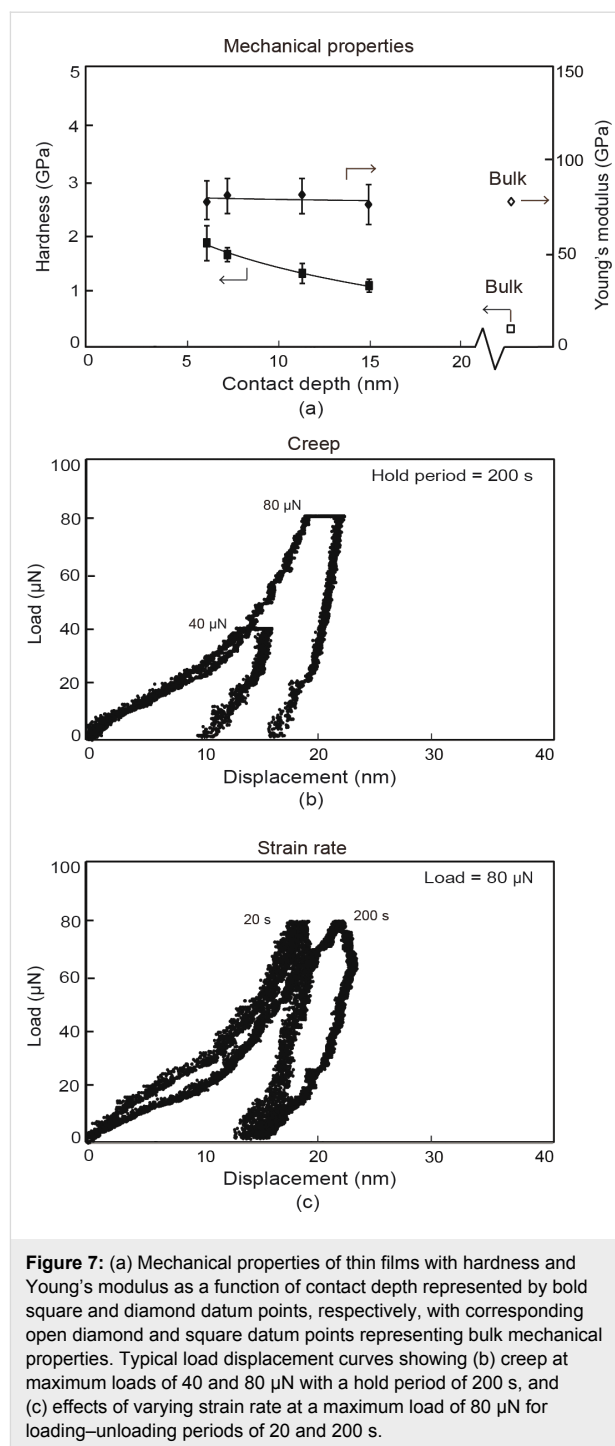 Mechanical properties
5
4
3
2
1
0
Hardness (GPa)
150
100
50
0
Young's modulus (GPa)
Bulk
Bulk
0
5
10
15
20
Contact depth (nm)
(a)
Creep
Hold period = 200 s
100
80
60
40
20
0
Load (µN)
80 µN
40 µN
0
10
20
30
40
Displacement (nm)
(b)
Strain rate
Load = 80 µN
100
80
60
40
20
0
Load (µN)
20 s
200 s
0
10
20
30
40
Displacement (nm)
(c)
Figure 7: (a) Mechanical properties of thin films with hardness and
Young's modulus as a function of contact depth represented by bold
square and diamond datum points, respectively, with corresponding
open diamond and square datum points representing bulk mechanical
properties. Typical load displacement curves showing (b) creep at
maximum loads of 40 and 80 µN with a hold period of 200 s, and
(c) effects of varying strain rate at a maximum load of 80 µN for
loading–unloading periods of 20 and 200 s.